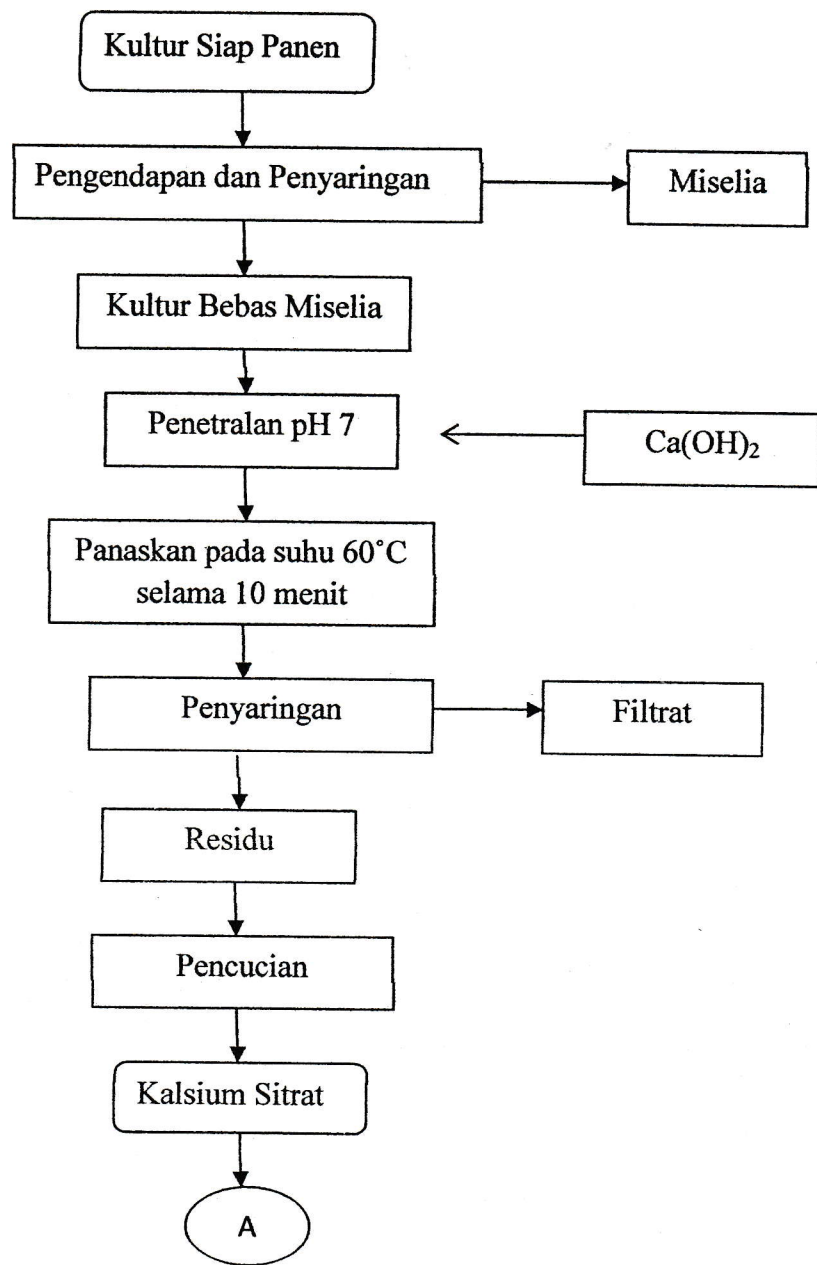 Kultur Siap Panen
Pengendapan dan Penyaringan
Miselia
Kultur Bebas Miselia
Penetralan pH 7
Ca(OH)₂
Panaskan pada suhu 60°C
selama 10 menit
Penyaringan
Filtrat
Residu
Pencucian
Kalsium Sitrat
A